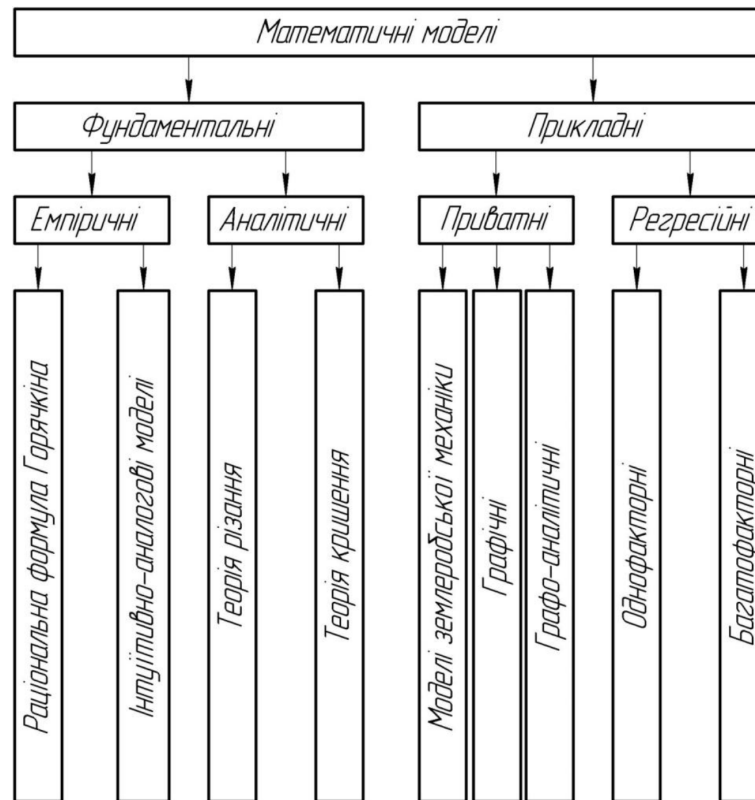 Математичні моделі
Фундаментальні
Прикладні
Емпіричні
Аналітичні
Приватні
Регресійні
Раціональна формула Горячкіна
Інтуїтивно-аналогові моделі
Теорія різання
Теорія кришення
Моделі землеробської механіки
Графічні
Графо-аналітичні
Однофакторні
Багатофакторні